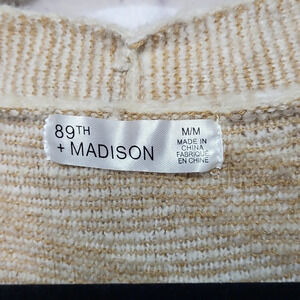 89TH
+ MADISON
M/M
MADE IN
CHINA
FABRIQUÉ
EN CHINE